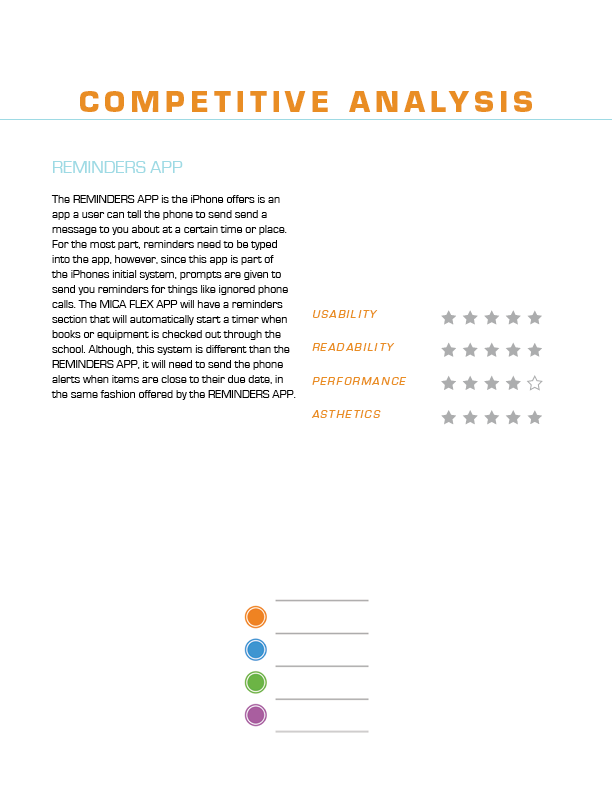 COMPETITIVE ANALYSIS
REMINDERS APP
The REMINDERS APP is the iPhone offers is an
app a user can tell the phone to send send a
message to you about at a certain time or place.
For the most part, reminders need to be typed
into the app, however, since this app is part of
the iPhones initial system, prompts are given to
send you reminders for things like ignored phone
calls. The MICA FLEX APP will have a reminders
section that will automatically start a timer when
books or equipment is checked out through the
school. Although, this system is different than the
REMINDERS APP, it will need to send the phone
alerts when items are close to their due date, in
the same fashion offered by the REMINDERS APP.
USABILITY
READABILITY
PERFORMANCE
ASTHETICS